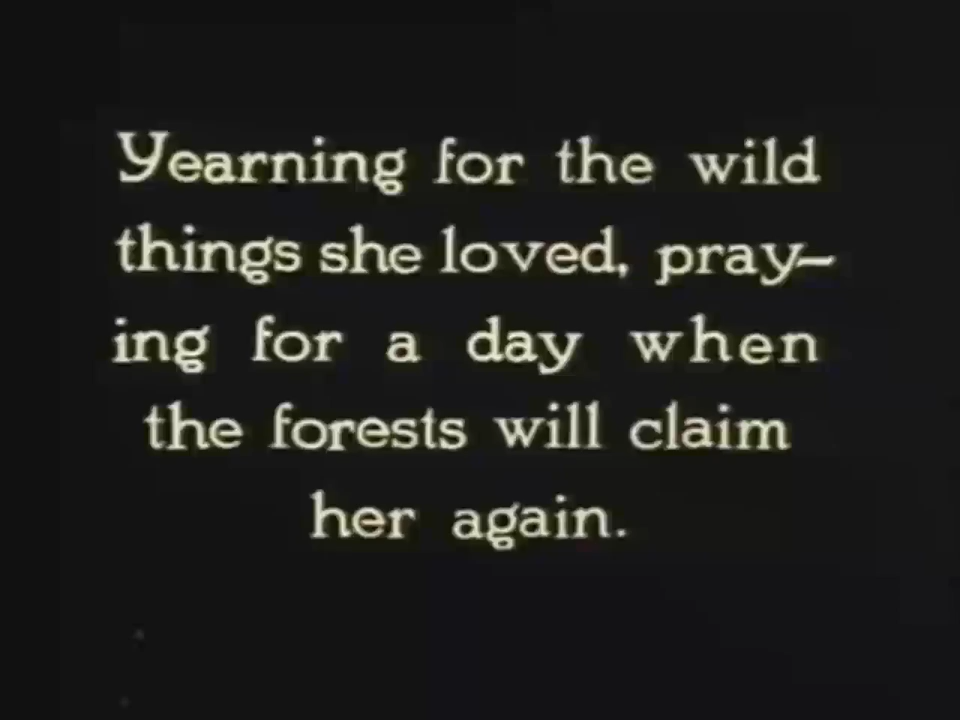 Yearning for the wild
things she loved, pray-
ing for a day when
the forests will claim
her again.